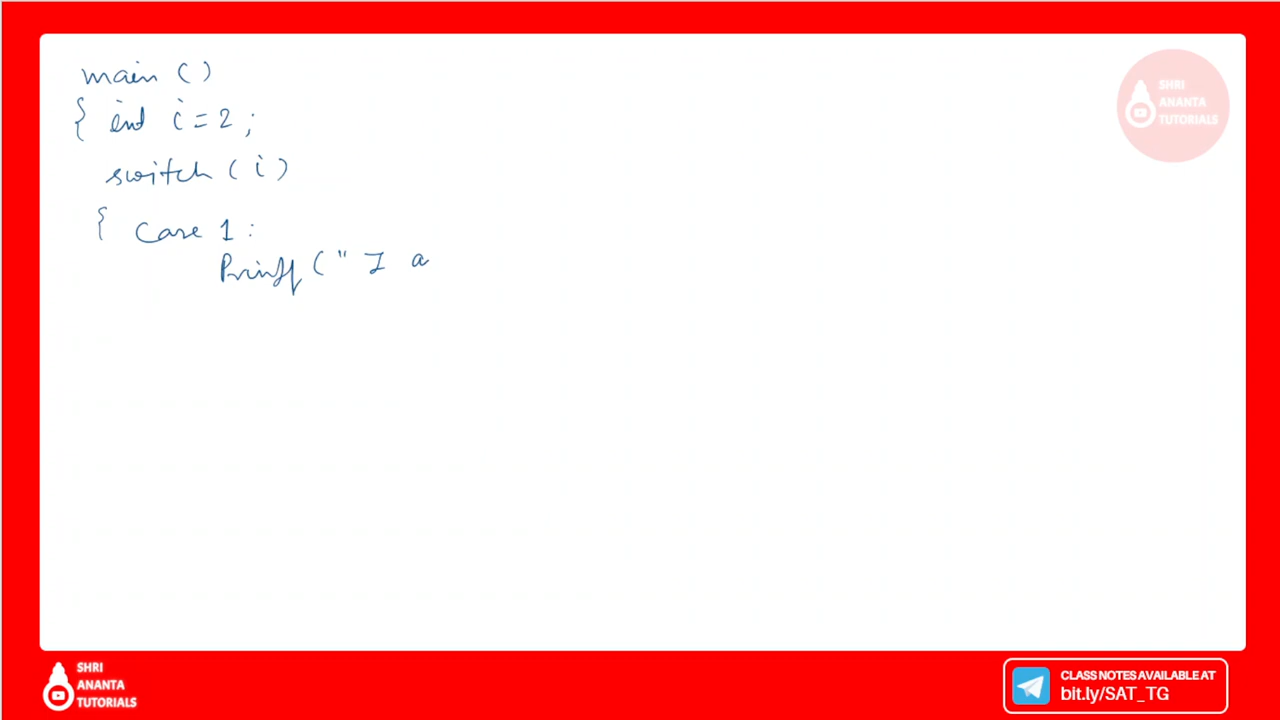 main ()
{ int i = 2 ;
switch ( i )
{ Case 1 :
Printf ( " I a
SHRI
ANANTA
TUTORIALS
SHRI
ANANTA
TUTORIALS
CLASS NOTES AVAILABLE AT
bit.ly/SAT_TG